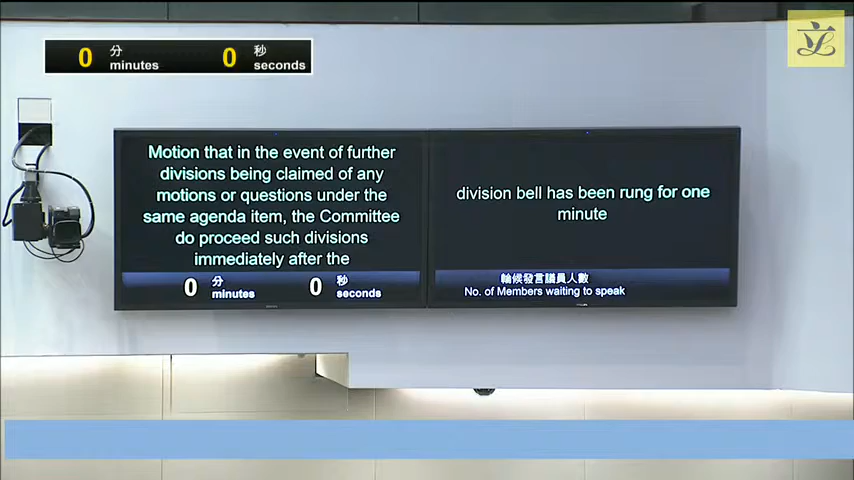 0 分 minutes 0 秒 seconds
Motion that in the event of further
divisions being claimed of any
motions or questions under the
same agenda item, the Committee
do proceed such divisions
immediately after the
0 分 minutes 0 秒 seconds
division bell has been rung for one
minute
輪候發言議員人數
No. of Members waiting to speak